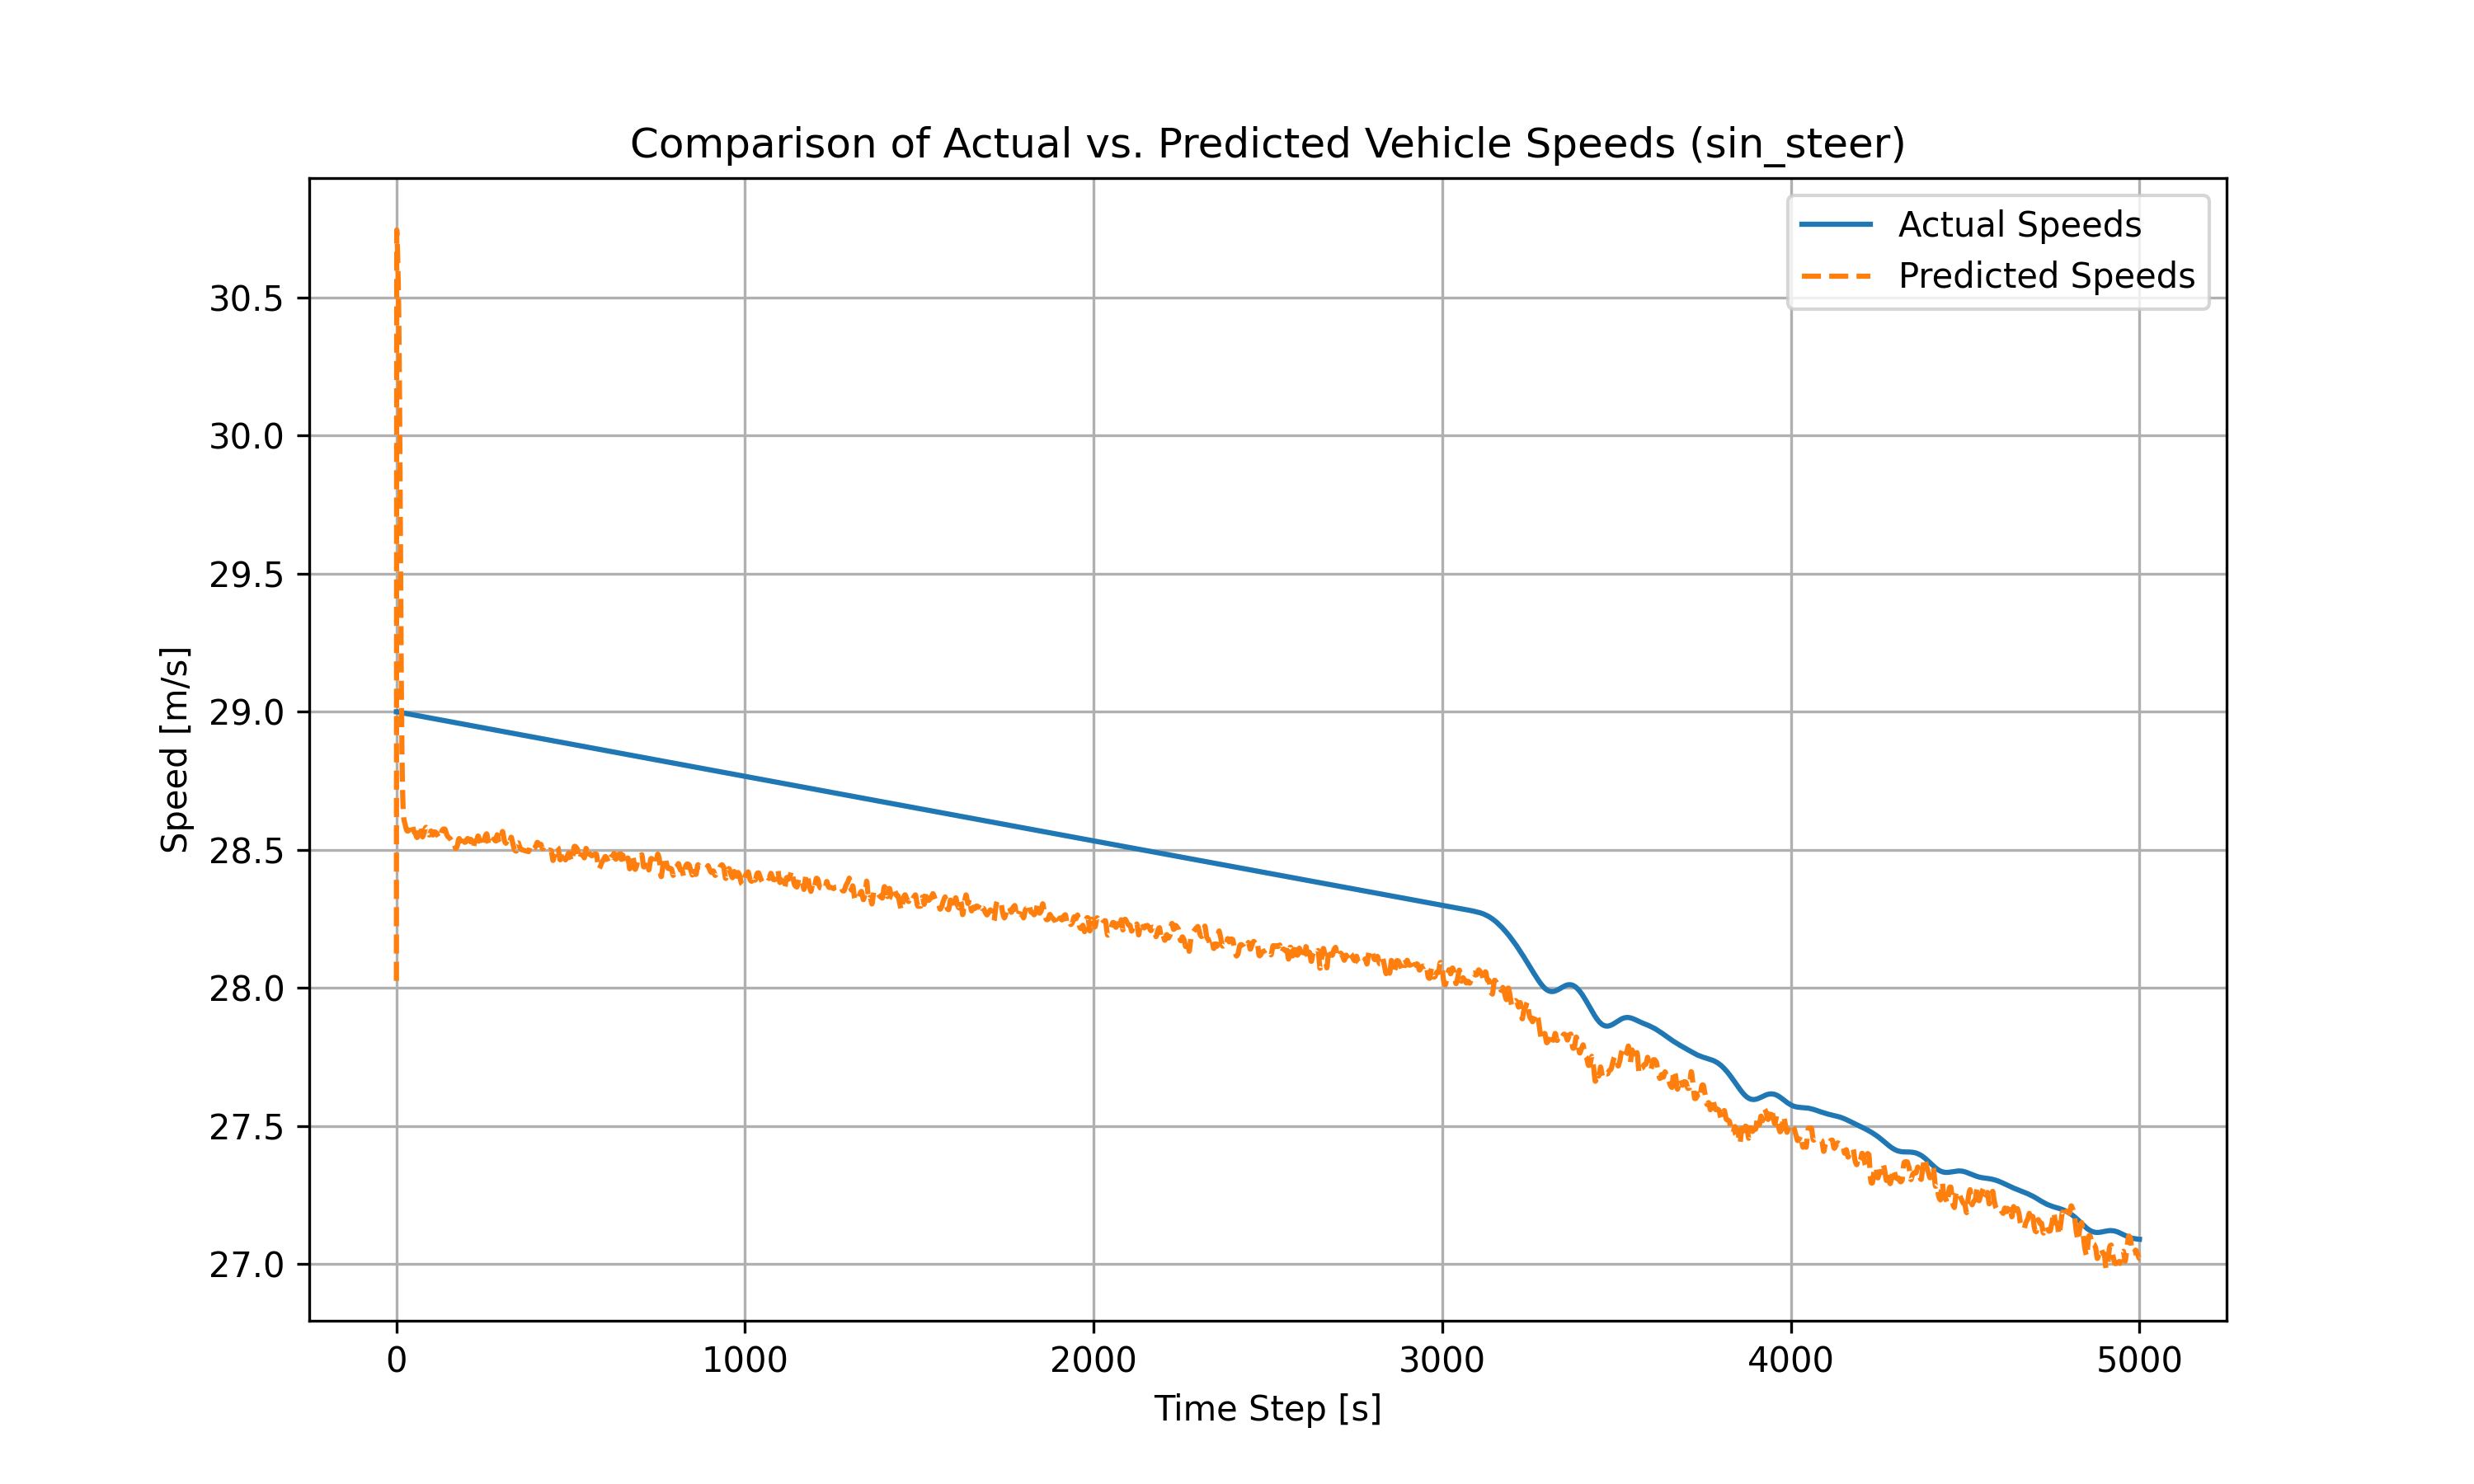 Comparison of Actual vs. Predicted Vehicle Speeds (sin_steer)
Actual Speeds
Predicted Speeds
30.5
30.0
29.5
29.0
28.5
28.0
27.5
27.0
Speed [m/s]
0 1000 2000 3000 4000 5000
Time Step [s]